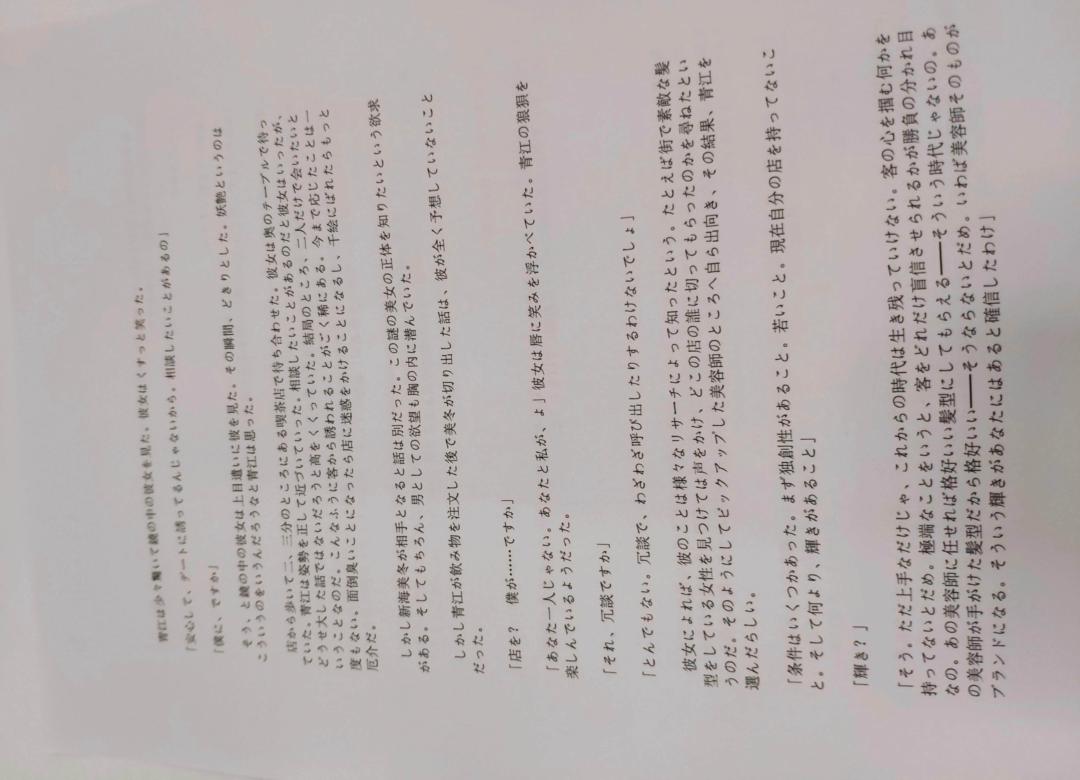 青江は少々驚いて鏡の中の彼女を見た。彼女はくすっと笑った。
「安心して、デートに誘ってるんじゃないから。相談したいことがあるの」
「僕に、ですか」
そう、と鏡の中の彼女は上目遣いに彼を見た。その瞬間、どきりとした。妖艶というのは
こういうのをいうんだろうなと青江は思った。
店から歩いて二、三分のところにある喫茶店で待ち合わせた。彼女は奥のテーブルで待っ
ていた。青江は姿勢を正して近づいていった。相談したいことがあるのだと彼女はいったが、
どうせ大した話ではないだろうと高をくくっていた。結局のところ、二人だけで会いたいと
いうことなのだ。こんなふうに客から誘われることがごく稀にある。今まで応じたことは一
度もない。面倒臭いことになったら店に迷惑をかけることになるし、千絵にばれたらもっと
厄介だ。
しかし新海美冬が相手となると話は別だった。この謎の美女の正体を知りたいという欲求
がある。そしてもちろん、男としての欲望も胸の内に潜んでいた。
しかし青江が飲み物を注文した後で美冬が切り出した話は、彼が全く予想していないこと
だった。
「店を？　僕が……ですか」
「あなた一人じゃない。あなたと私が、よ」彼女は唇に笑みを浮かべていた。青江の狼狽を
楽しんでいるようだった。
「それ、冗談ですか」
「とんでもない。冗談で、わざわざ呼び出したりするわけないでしょ」
彼女によれば、彼のことは様々なリサーチによって知ったという。たとえば街で素敵な髪
型をしている女性を見つけては声をかけ、どこの店の誰に切ってもらったのかを尋ねたとい
うのだ。そのようにしてピックアップした美容師のところへ自ら出向き、その結果、青江を
選んだらしい。
「条件はいくつかあった。まず独創性があること。若いこと。現在自分の店を持ってないこ
と。そして何より、輝きがあること」
「輝き？」
「そう。ただ上手なだけじゃ、これからの時代は生き残っていけない。客の心を掴む何かを
持ってないとだめ。極端なことをいうと、客をどれだけ盲信させられるかが勝負の分かれ目
なの。あの美容師に任せれば格好いい髪型にしてもらえる――そういう時代じゃないの。あ
の美容師が手がけた髪型だから格好いい――そうならないとだめ。いわば美容師そのものが
ブランドになる。そういう輝きがあなたにはあると確信したわけ」